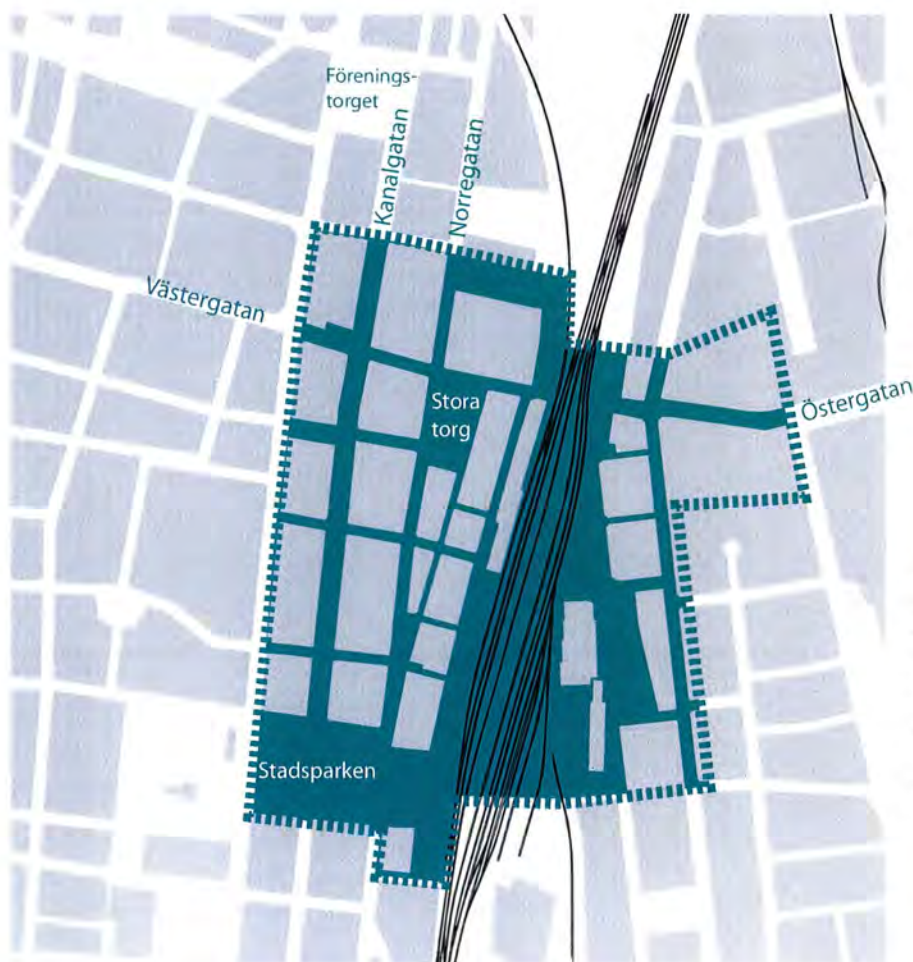 Förenings-
torget
Kanalgatan
Norregatan
Västergatan
Stora
torg
Östergatan
Stadsparken